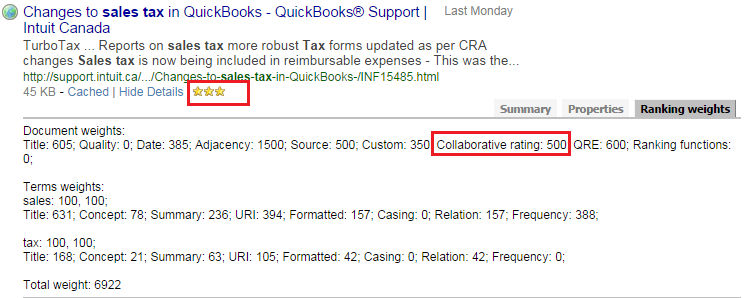 Changes to sales tax in QuickBooks - QuickBooks® Support | Last Monday
Intuit Canada
TurboTax ... Reports on sales tax more robust Tax forms updated as per CRA
changes Sales tax is now being included in reimbursable expenses - This was the...
http://support.intuit.ca/.../Changes-to-sales-tax-in-QuickBooks-/INF15485.html
45 KB - Cached | Hide Details
Summary Properties Ranking weights
Document weights:
Title: 605; Quality: 0; Date: 385; Adjacency: 1500; Source: 500; Custom: 350; Collaborative rating: 500; QRE: 600; Ranking functions:
0;
Terms weights:
sales: 100, 100;
Title: 631; Concept: 78; Summary: 236; URI: 394; Formatted: 157; Casing: 0; Relation: 157; Frequency: 388;
tax: 100, 100;
Title: 168; Concept: 21; Summary: 63; URI: 105; Formatted: 42; Casing: 0; Relation: 42; Frequency: 0;
Total weight: 6922